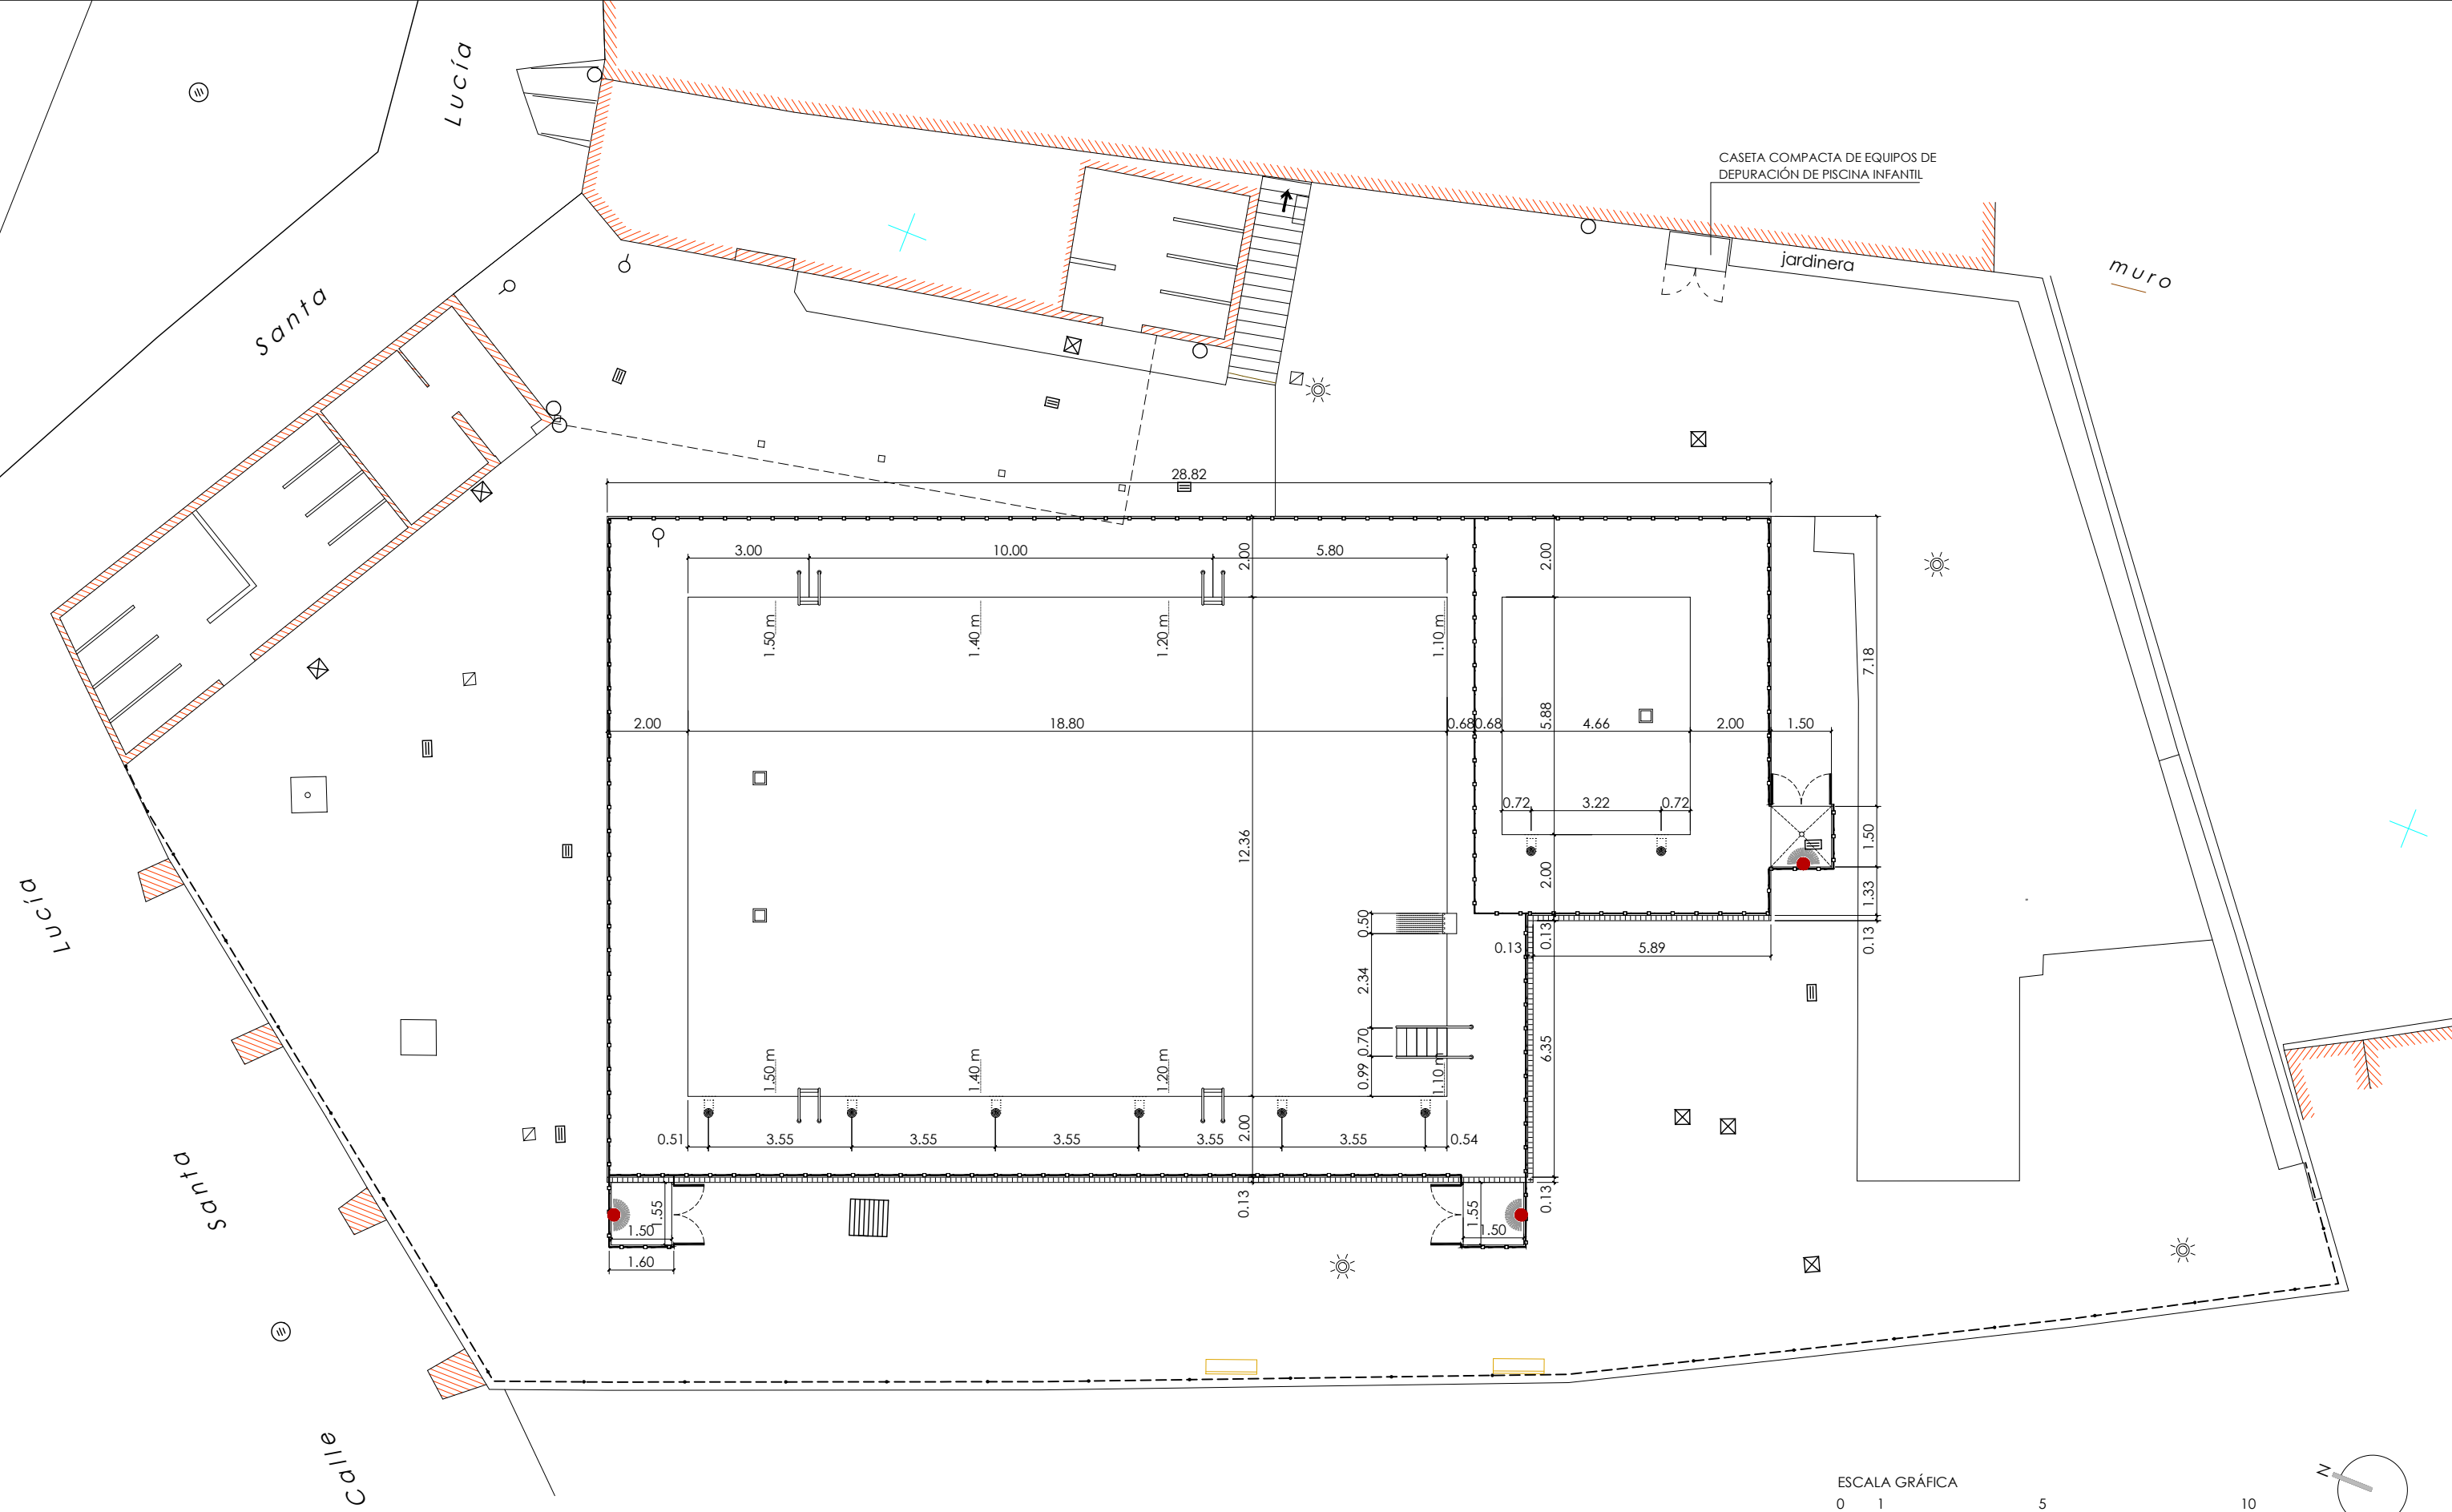 Lucía
CASETA COMPACTA DE EQUIPOS DE
DEPURACIÓN DE PISCINA INFANTIL
jardinera
muro
Santa
28.82
3.00
10.00
5.80
2.00
2.00
1.50 m
1.40 m
1.20 m
1.10 m
7.18
2.00
18.80
0.68
0.68
5.88
4.66
2.00
1.50
0.72
3.22
0.72
12.36
1.50
2.00
1.33
Lucía
0.50
0.13
0.13
5.89
0.13
2.34
0.70
6.35
0.99
1.50 m
1.40 m
1.20 m
1.10 m
0.51
3.55
3.55
3.55
3.55
3.55
0.54
2.00
Santa
1.55
1.50
0.13
1.55
1.50
0.13
1.60
Calle
ESCALA GRÁFICA
0 1 5 10
N